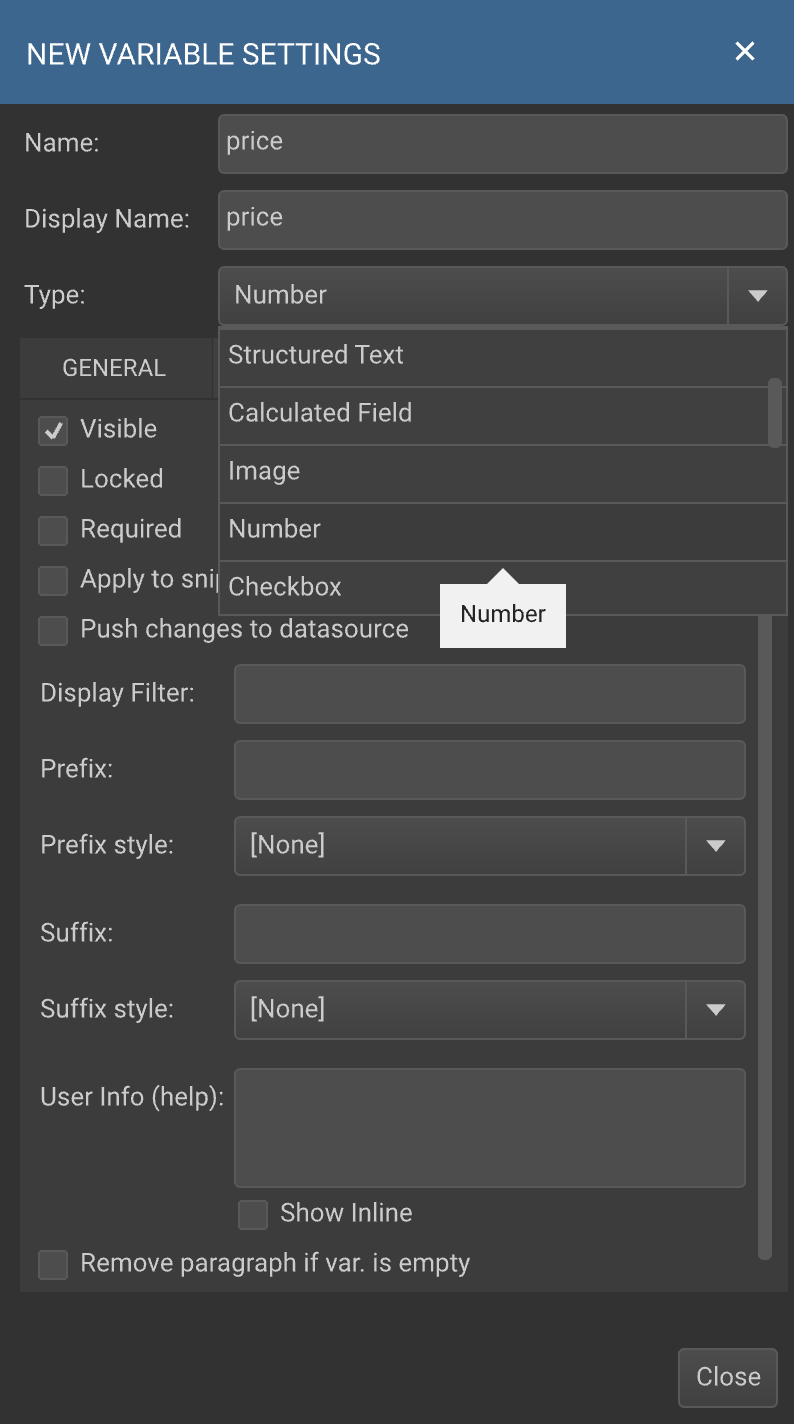 NEW VARIABLE SETTINGS
Name: price
Display Name: price
Type: Number
Structured Text
Calculated Field
Image
Number
Checkbox
Number
GENERAL
Visible
Locked
Required
Apply to
Push changes to datasource
Display Filter:
Prefix:
Prefix style: [None]
Suffix:
Suffix style: [None]
User Info (help):
Show Inline
Remove paragraph if var. is empty
Close